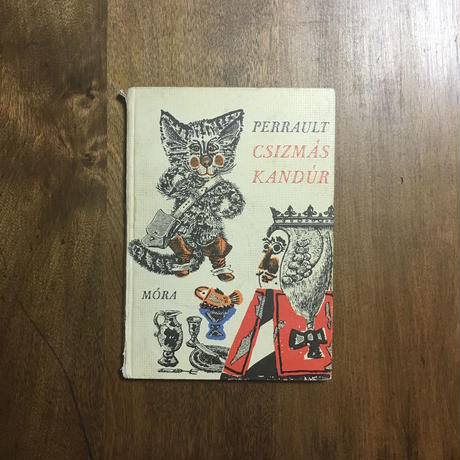 PERRAULT
CSIZMÁS
KANDÚR
MÓRA